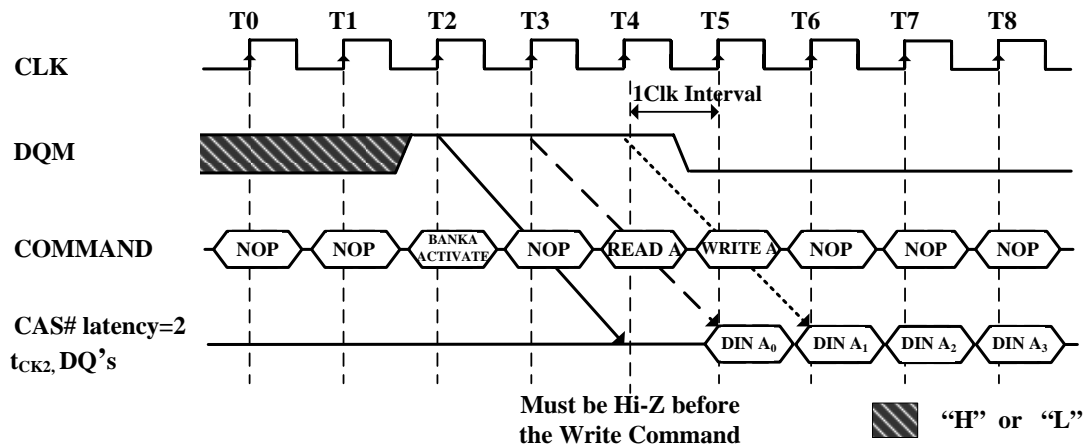 T0 T1 T2 T3 T4 T5 T6 T7 T8
CLK
1Clk Interval
DQM
COMMAND
NOP NOP BANKA ACTIVATE NOP READ A WRITE A NOP NOP NOP
CAS# latency=2
tCK2, DQ's
DIN A0 DIN A1 DIN A2 DIN A3
Must be Hi-Z before
the Write Command
"H" or "L"